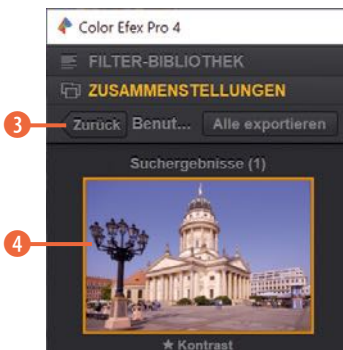 Color Efex Pro 4
FILTER-BIBLIOTHEK
ZUSAMMENSTELLUNGEN
3 Zurück Benut... Alle exportieren
Suchergebnisse (1)
4
★ Kontrast